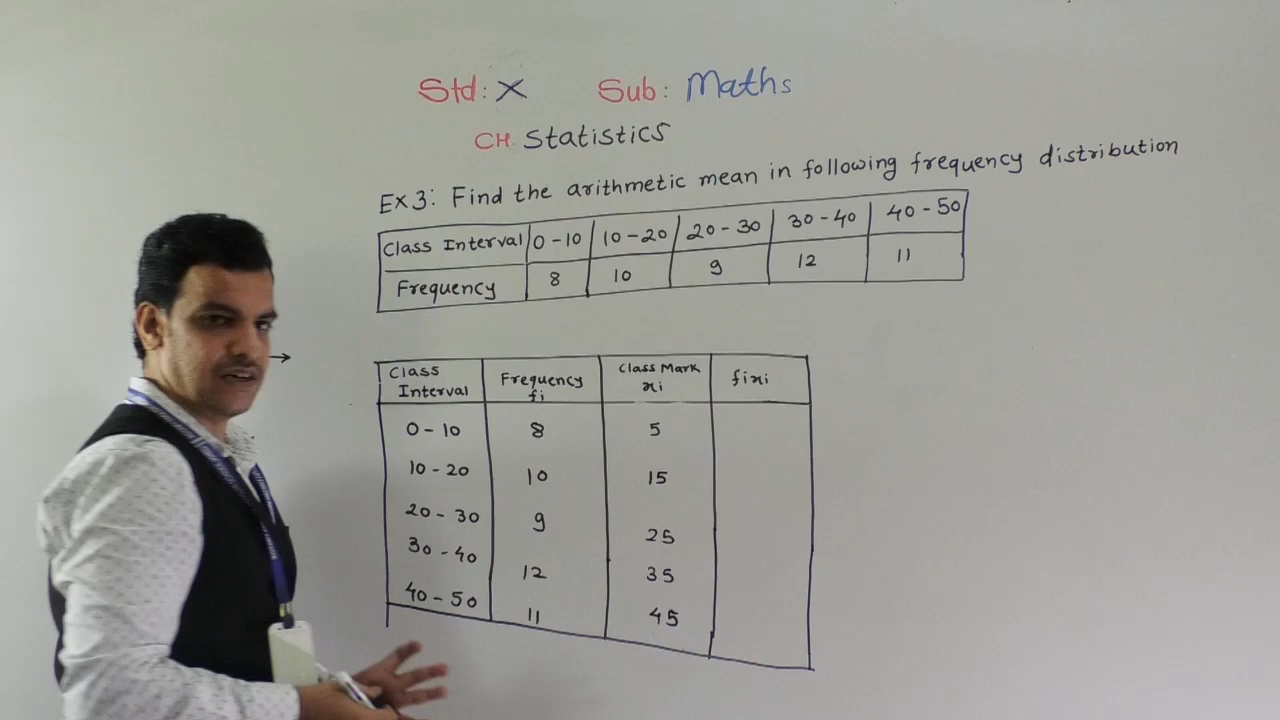 Std: X Sub: Maths
CH. Statistics
Ex 3: Find the arithmetic mean in following frequency distribution
Class Interval 0-10 10-20 20-30 30-40 40-50
Frequency 8 10 9 12 11
Class Interval Frequency fi Class Mark xi fixi
0-10 8 5
10-20 10 15
20-30 9 25
30-40 12 35
40-50 11 45